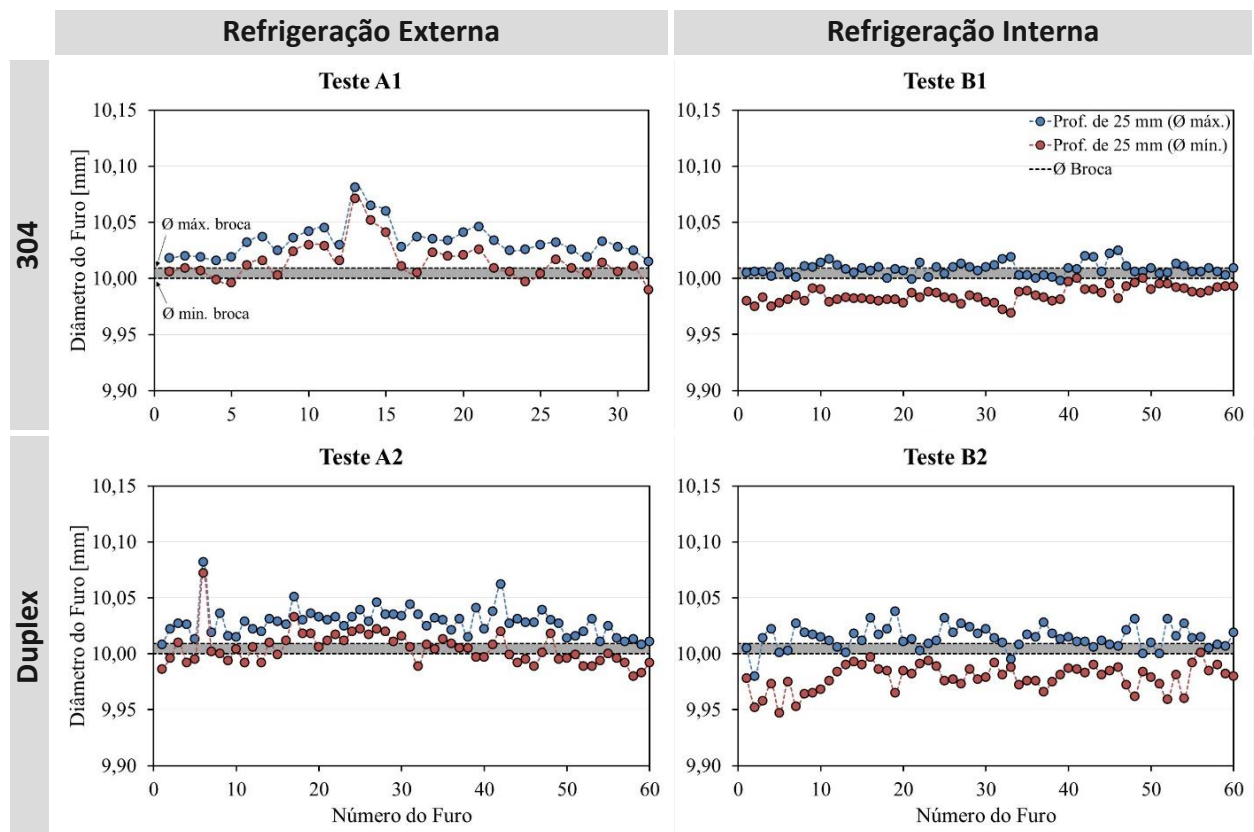 Refrigeração Externa
Refrigeração Interna
304
Teste A1
Diâmetro do Furo [mm]
10,15
10,10
10,05
10,00
9,95
9,90
Ø máx. broca
Ø min. broca
0 5 10 15 20 25 30
Teste B1
10,15
10,10
10,05
10,00
9,95
9,90
Prof. de 25 mm (Ø máx.)
Prof. de 25 mm (Ø mín.)
Ø Broca
0 10 20 30 40 50 60
Duplex
Teste A2
Diâmetro do Furo [mm]
10,15
10,10
10,05
10,00
9,95
9,90
0 10 20 30 40 50 60
Número do Furo
Teste B2
10,15
10,10
10,05
10,00
9,95
9,90
0 10 20 30 40 50 60
Número do Furo